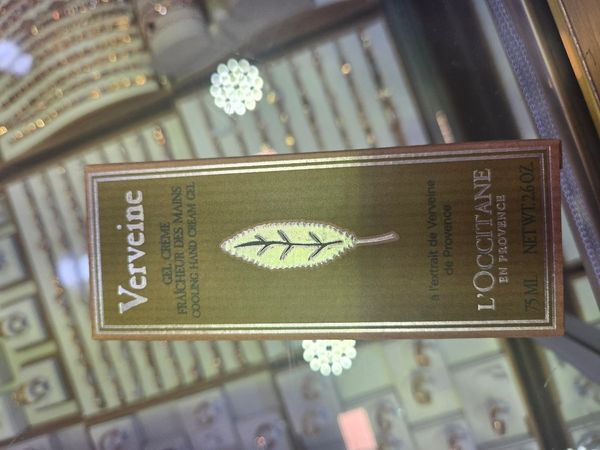 Verveine
GEL CRÈME
FRAÎCHEUR DES MAINS
COOLING HAND CREAM GEL
à l'extrait de Verveine
de Provence
L'OCCITANE
EN PROVENCE
75 ML NET WT. 2.6 OZ.